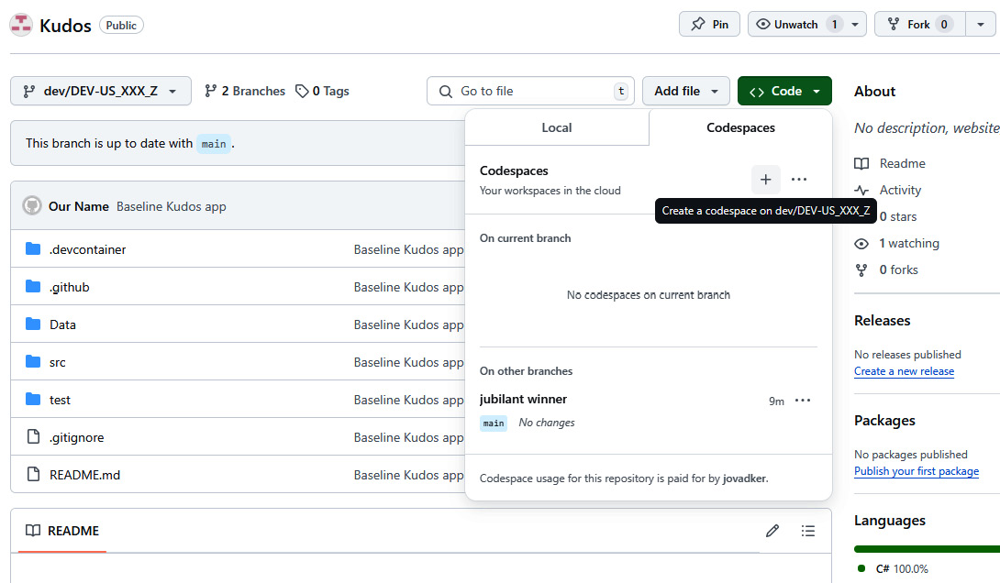 Kudos Public Pin Unwatch 1 Fork 0
dev/DEV-US_XXX_Z 2 Branches 0 Tags Go to file t Add file Code
This branch is up to date with main .
Our Name Baseline Kudos app
.devcontainer Baseline Kudos app
.github Baseline Kudos app
Data Baseline Kudos app
src Baseline Kudos app
test Baseline Kudos app
.gitignore Baseline Kudos app
README.md Baseline Kudos app
README
Local Codespaces
Codespaces
Your workspaces in the cloud
Create a codespace on dev/DEV-US_XXX_Z
On current branch
No codespaces on current branch
On other branches
jubilant winner 9m
main No changes
Codespace usage for this repository is paid for by jovadker.
About
No description, website
Readme
Activity
0 stars
1 watching
0 forks
Releases
No releases published
Create a new release
Packages
No packages published
Publish your first package
Languages
C# 100.0%